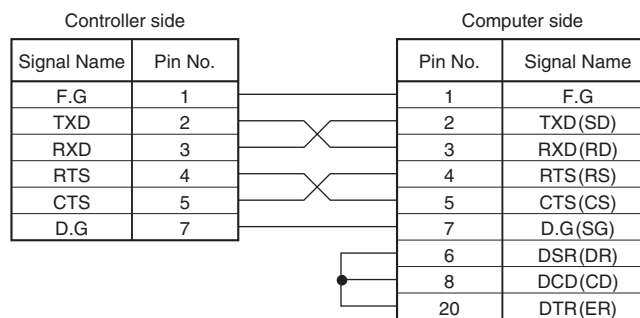 Controller side Computer side
Signal Name Pin No. Pin No. Signal Name
F.G 1 1 F.G
TXD 2 2 TXD(SD)
RXD 3 3 RXD(RD)
RTS 4 4 RTS(RS)
CTS 5 5 CTS(CS)
D.G 7 7 D.G(SG)
6 DSR(DR)
8 DCD(CD)
20 DTR(ER)